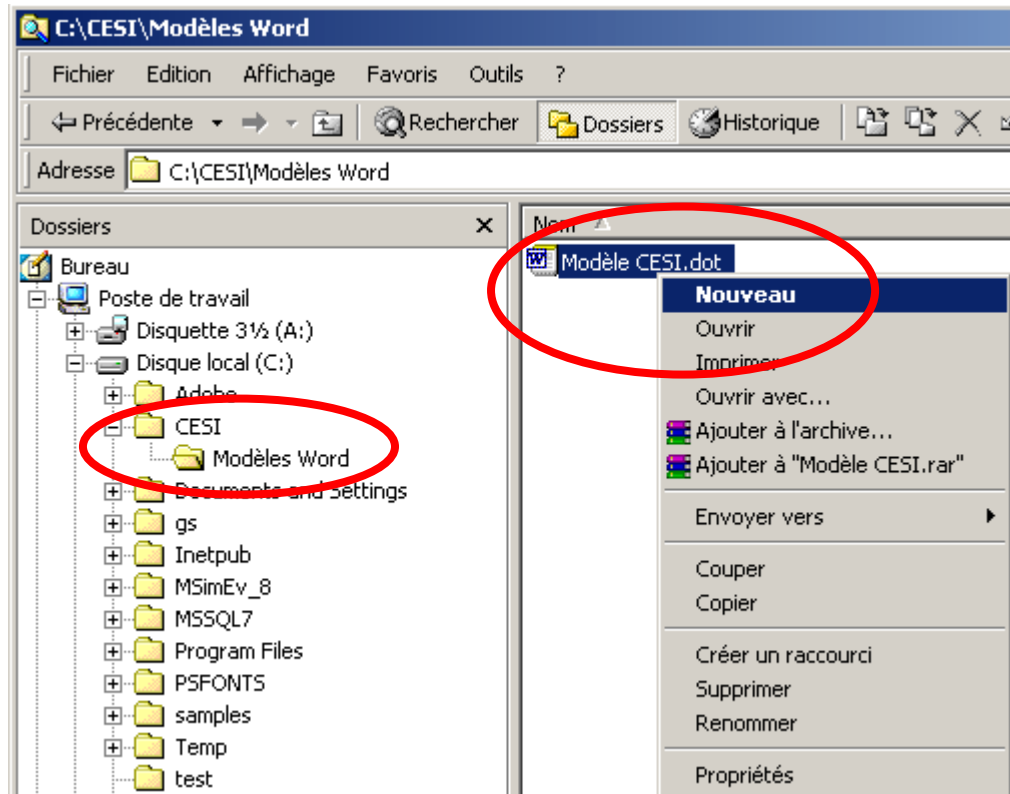 C:\CESI\Modèles Word
Fichier Edition Affichage Favoris Outils ?
Précédente Rechercher Dossiers Historique
Adresse C:\CESI\Modèles Word
Dossiers
Bureau
Poste de travail
Disquette 3½ (A:)
Disque local (C:)
Adobe
CESI
Modèles Word
Documents and Settings
gs
Inetpub
MSimEv_8
MSSQL7
Program Files
PSFONTS
samples
Temp
test
Nom
Modèle CESI.dot
Nouveau
Ouvrir
Imprimer
Ouvrir avec...
Ajouter à l'archive...
Ajouter à "Modèle CESI.rar"
Envoyer vers
Couper
Copier
Créer un raccourci
Supprimer
Renommer
Propriétés